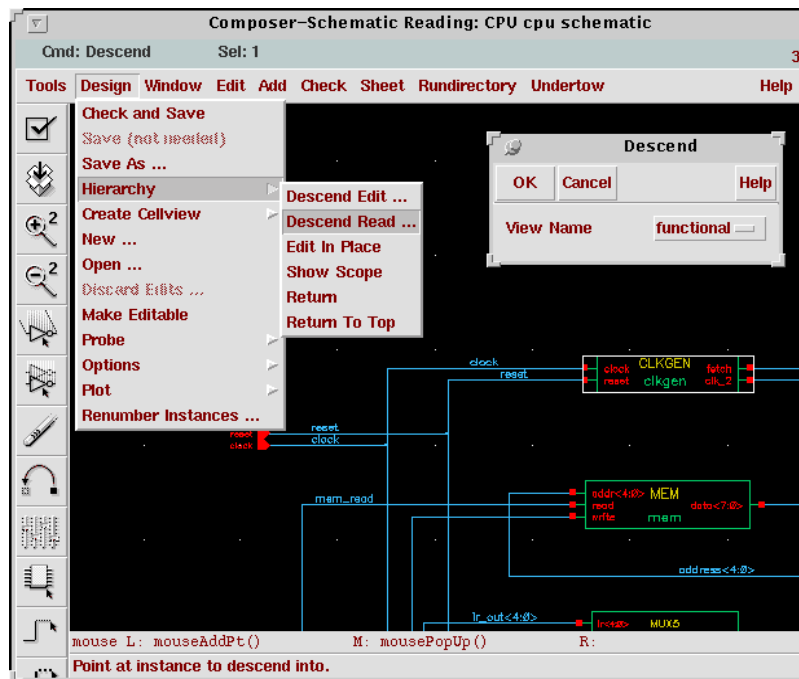 Composer-Schematic Reading: CPU cpu schematic
Cmd: Descend Sel: 1 3
Tools Design Window Edit Add Check Sheet Rundirectory Undertow Help
Check and Save
Save (not needed)
Save As ...
Hierarchy
Create Cellview
New ...
Open ...
Discard Edits ...
Make Editable
Probe
Options
Plot
Renumber Instances ...
Descend Edit ...
Descend Read ...
Edit In Place
Show Scope
Return
Return To Top
Descend
OK Cancel Help
View Name functional
2
2
clock
reset
CLKGEN
clock fetch
reset clkgen clk_2
reset
clock
reset
clock
mem_read
addr<4:0> MEM
read data<7:0>
write mem
address<4:0>
ir_out<4:0>
MUX5
mouse L: mouseAddPt() M: mousePopUp() R:
Point at instance to descend into.